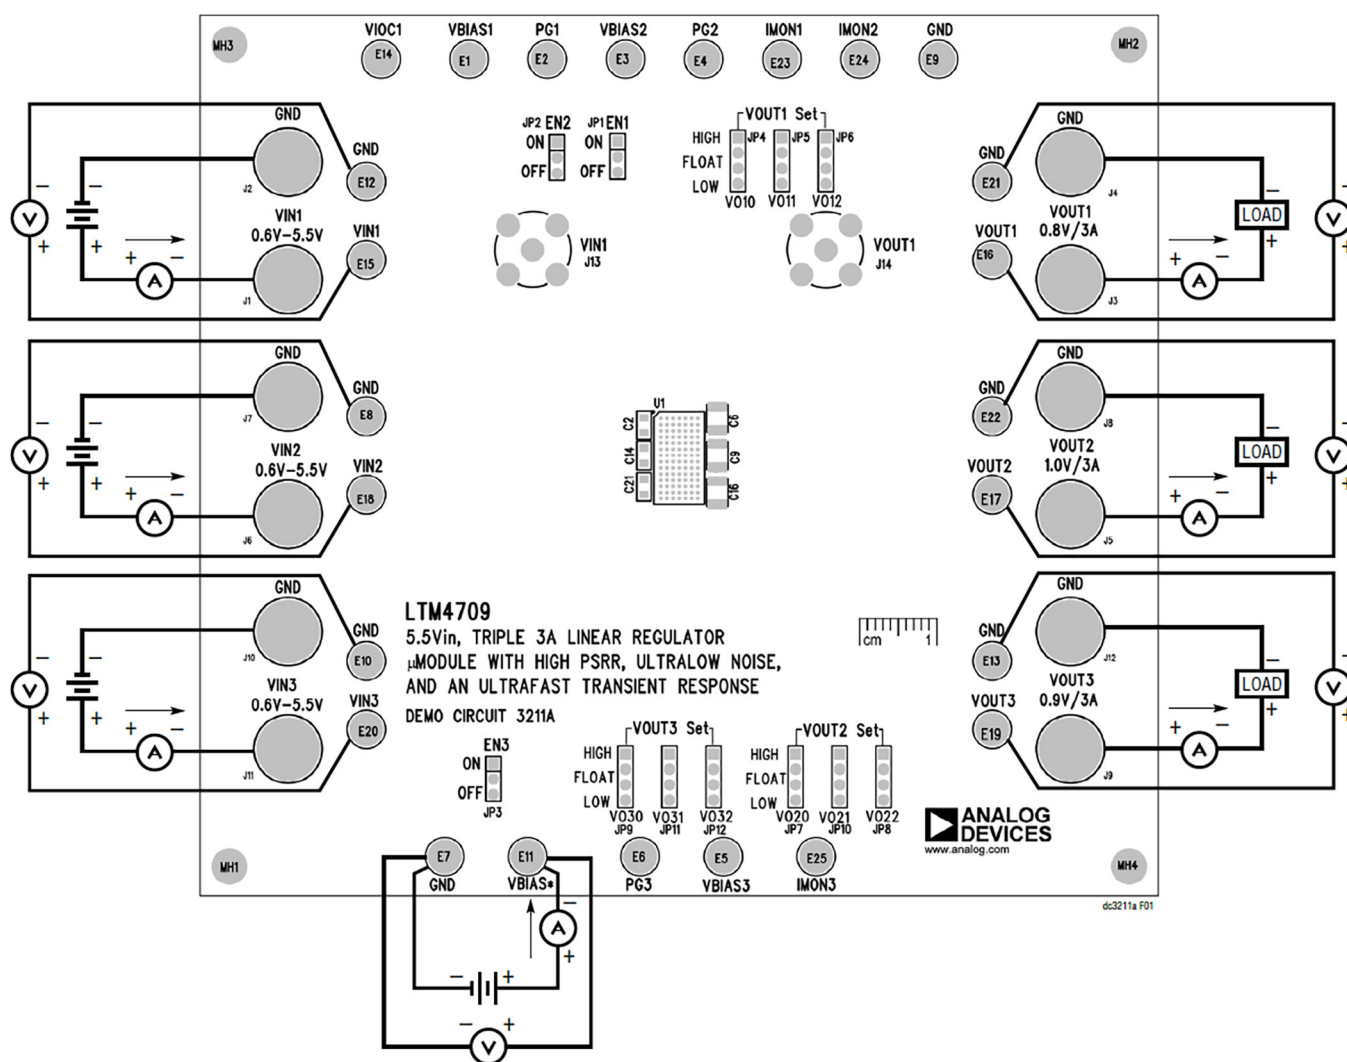 VIOC1 VBIAS1 PG1 VBIAS2 PG2 IMON1 IMON2 GND
MH3 E14 E1 E2 E3 E4 E23 E24 E9 MH2
JP2 EN2 JP1 EN1
ON ON
OFF OFF
VOUT1 Set
HIGH JP4 JP5 JP6
FLOAT
LOW
VO10 VO11 VO12
GND
J2
GND
E12
VIN1
0.6V–5.5V
VIN1
E15
J1
– – V + + + – A
VIN1
J13
VOUT1
J14
GND
E21
GND
J4
VOUT1
E16
VOUT1
0.8V/3A
J3
– LOAD + + – A – V +
GND
J7
GND
E8
VIN2
0.6V–5.5V
VIN2
E18
J6
– – V + + + – A
U1
C2 C6
C14 C9
C21 C16
GND
E22
GND
J8
VOUT2
E17
VOUT2
1.0V/3A
J5
– LOAD + + – A – V +
GND
J10
GND
E10
VIN3
0.6V–5.5V
VIN3
E20
J11
– – V + + + – A
LTM4709
5.5Vin, TRIPLE 3A LINEAR REGULATOR
µMODULE WITH HIGH PSRR, ULTRALOW NOISE,
AND AN ULTRAFAST TRANSIENT RESPONSE
DEMO CIRCUIT 3211A
cm 1
GND
E13
GND
J12
VOUT3
E19
VOUT3
0.9V/3A
J9
– LOAD + + – A – V +
EN3
ON
OFF
JP3
VOUT3 Set
HIGH
FLOAT
LOW
VO30 VO31 VO32
JP9 JP11 JP12
VOUT2 Set
HIGH
FLOAT
LOW
VO20 VO21 VO22
JP7 JP10 JP8
ANALOG
DEVICES
www.analog.com
MH1 E7 E11 E6 E5 E25 MH4
GND VBIAS* PG3 VBIAS3 IMON3
dc3211a F01
– A +
– +
– V +